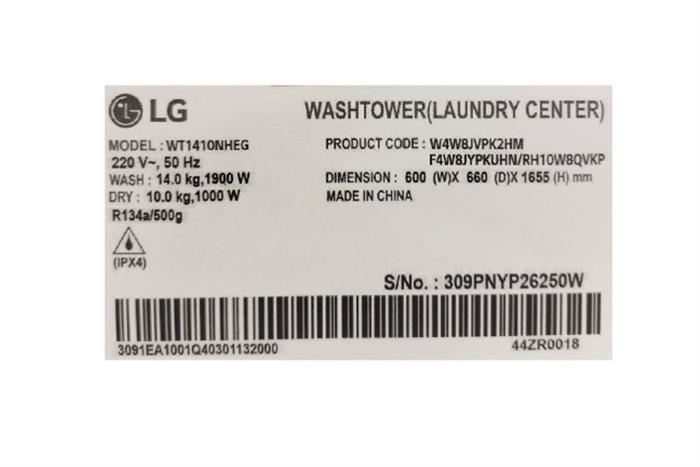 LG WASHTOWER(LAUNDRY CENTER)
MODEL : WT1410NHEG
220 V~, 50 Hz
WASH : 14.0 kg,1900 W
DRY : 10.0 kg,1000 W
R134a/500g
(IPX4)
PRODUCT CODE : W4W8JVPK2HM
F4W8JYPKUHN/RH10W8QVKP
DIMENSION : 600 (W)X 660 (D)X 1655 (H) mm
MADE IN CHINA
S/No. : 309PNYP26250W
3091EA1001Q40301132000 44ZR0018